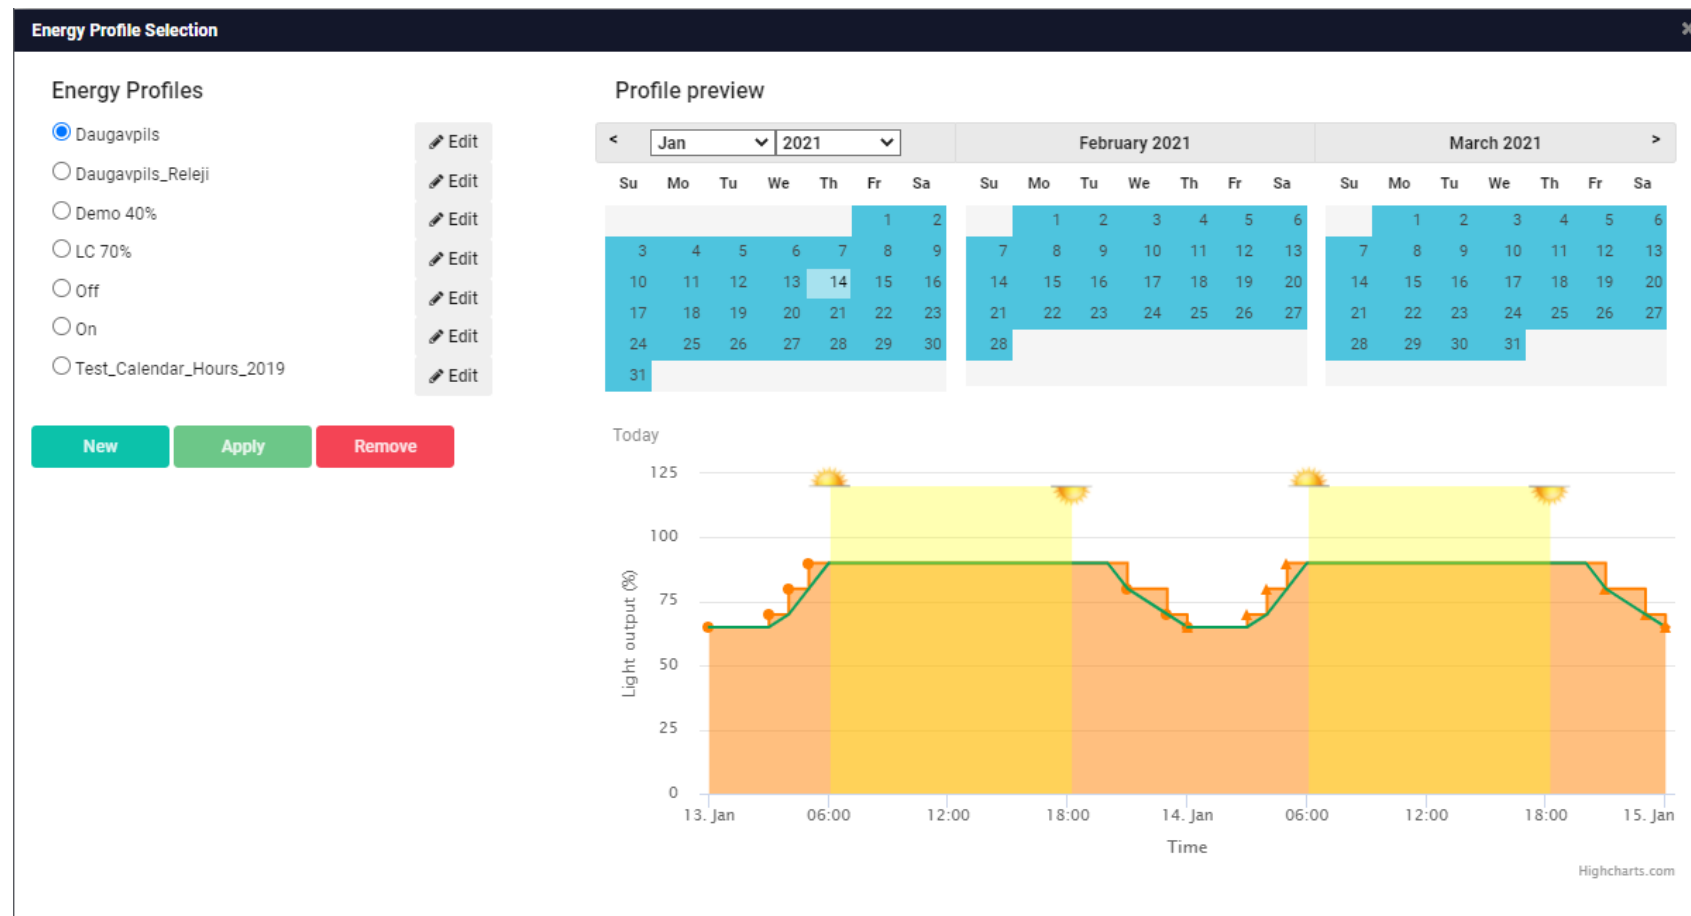 Energy Profile Selection
Energy Profiles
Daugavpils
Edit
Daugavpils_Releji
Edit
Demo 40%
Edit
LC 70%
Edit
Off
Edit
On
Edit
Test_Calendar_Hours_2019
Edit
New Apply Remove
Profile preview
< Jan 2021 February 2021 March 2021 >
Su Mo Tu We Th Fr Sa Su Mo Tu We Th Fr Sa Su Mo Tu We Th Fr Sa
1 2 1 2 3 4 5 6 1 2 3 4 5 6
3 4 5 6 7 8 9 7 8 9 10 11 12 13 7 8 9 10 11 12 13
10 11 12 13 14 15 16 14 15 16 17 18 19 20 14 15 16 17 18 19 20
17 18 19 20 21 22 23 21 22 23 24 25 26 27 21 22 23 24 25 26 27
24 25 26 27 28 29 30 28 28 29 30 31
31
Today
125
100
75
50
25
0
Light output (%)
13. Jan 06:00 12:00 18:00 14. Jan 06:00 12:00 18:00 15. Jan
Time
Highcharts.com